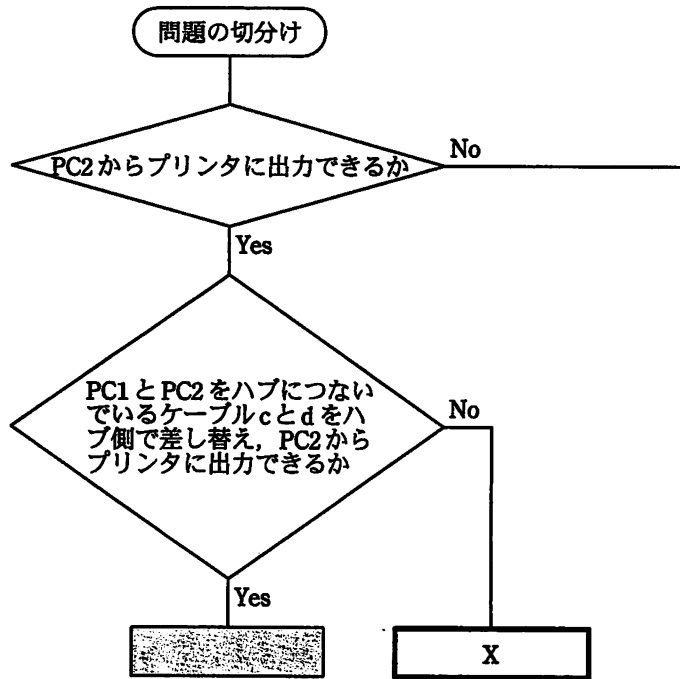 問題の切分け
PC2からプリンタに出力できるか
No
Yes
PC1とPC2をハブにつない
でいるケーブルcとdをハ
ブ側で差し替え，PC2から
プリンタに出力できるか
No
Yes
X